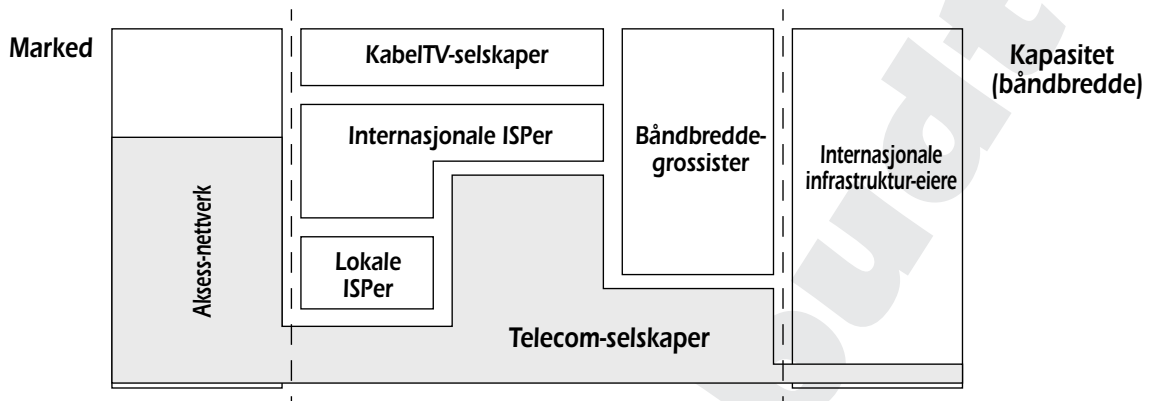 Marked
KabelTV-selskaper
Kapasitet
(båndbredde)
Internasjonale ISPer
Båndbredde-
grossister
Internasjonale
infrastruktur-eiere
Aksess-nettverk
Lokale
ISPer
Telecom-selskaper